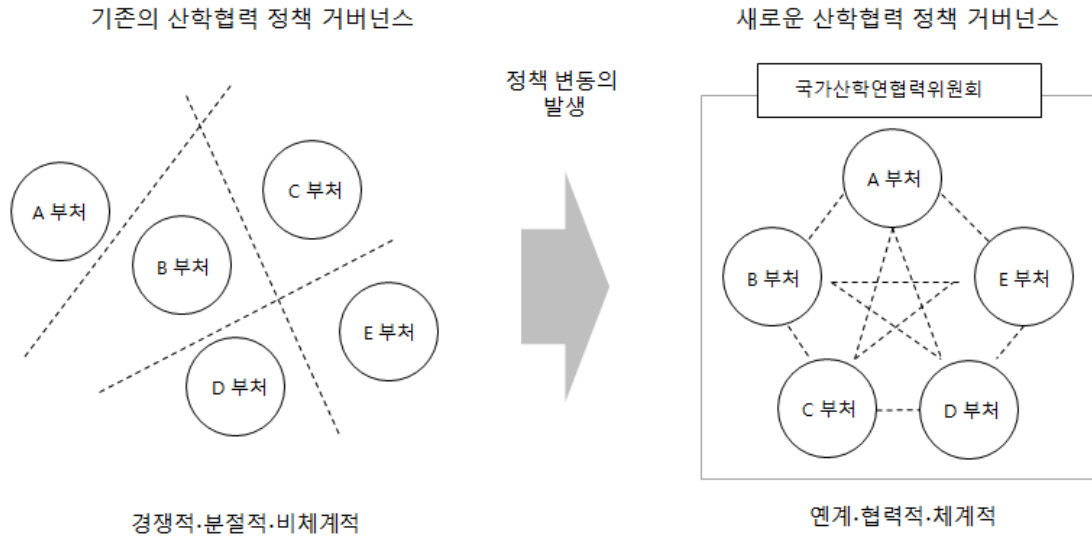 기존의 산학협력 정책 거버넌스
새로운 산학협력 정책 거버넌스
정책 변동의
발생
국가산학연협력위원회
A 부처
B 부처
C 부처
D 부처
E 부처
A 부처
B 부처
E 부처
C 부처
D 부처
경쟁적·분절적·비체계적
옌계·협력적·체계적